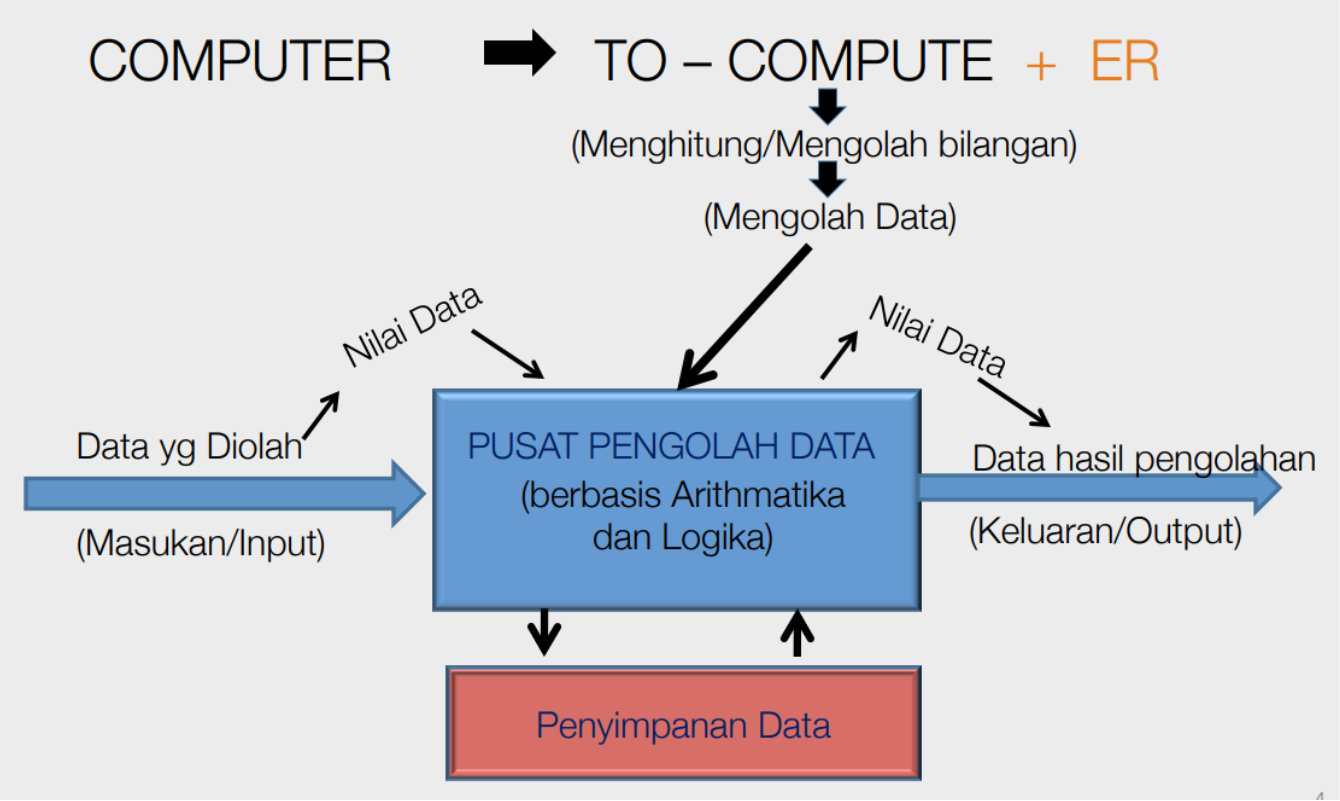 COMPUTER TO – COMPUTE + ER
(Menghitung/Mengolah bilangan)
(Mengolah Data)
Nilai Data
Nilai Data
Data yg Diolah
(Masukan/Input)
PUSAT PENGOLAH DATA
(berbasis Arithmatika
dan Logika)
Data hasil pengolahan
(Keluaran/Output)
Penyimpanan Data
4